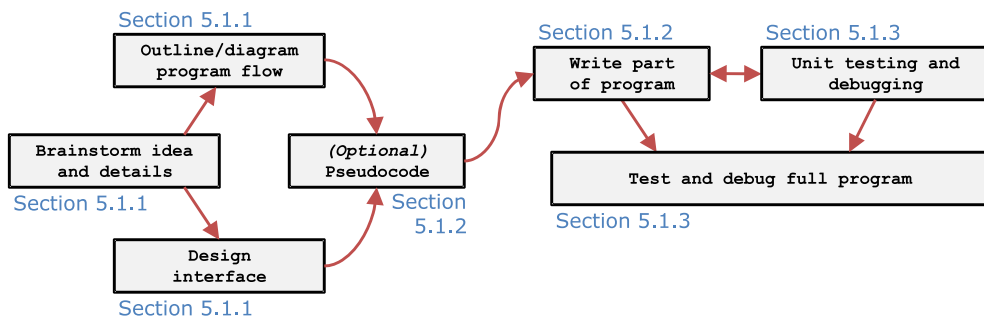 Section 5.1.1
Outline/diagram
program flow
Brainstorm idea
and details
Section 5.1.1
Design
interface
Section 5.1.1
(Optional)
Pseudocode
Section
5.1.2
Section 5.1.2
Write part
of program
Section 5.1.3
Unit testing and
debugging
Test and debug full program
Section 5.1.3